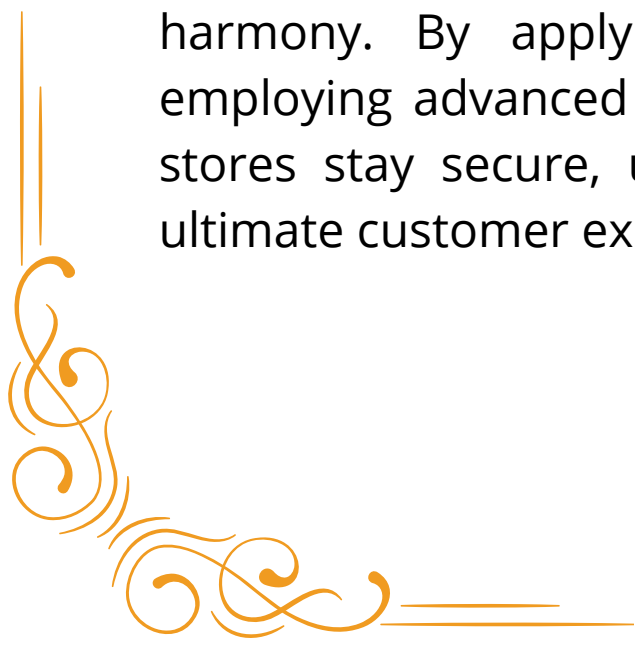 harmony. By apply
employing advanced
stores stay secure,
ultimate customer ex